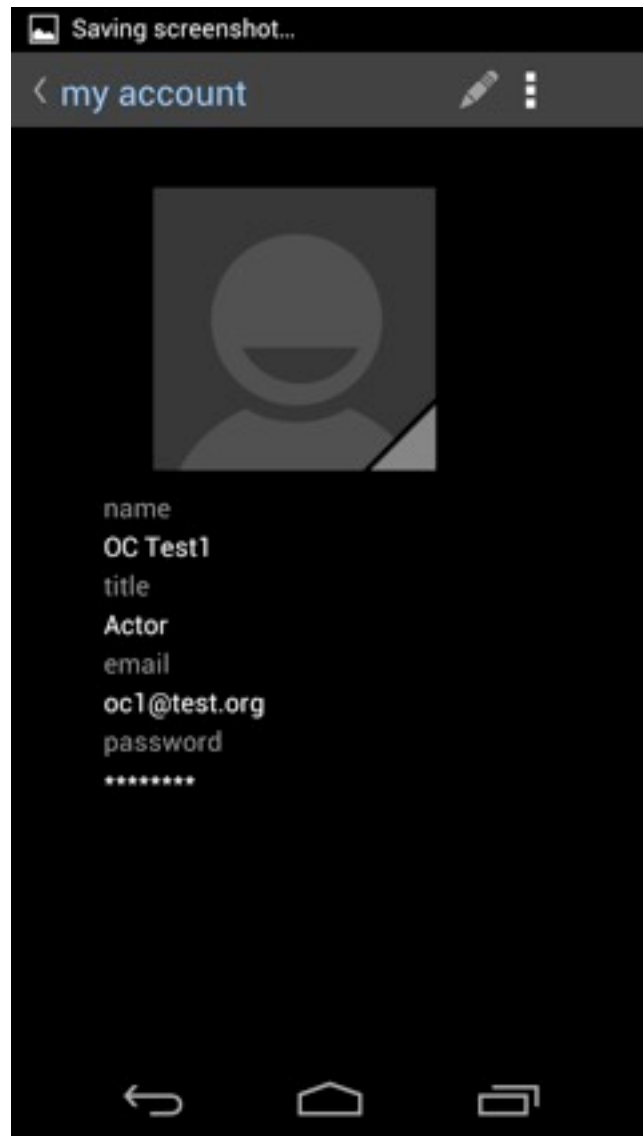 Saving screenshot...
my account
name
OC Test1
title
Actor
email
oc1@test.org
password
********